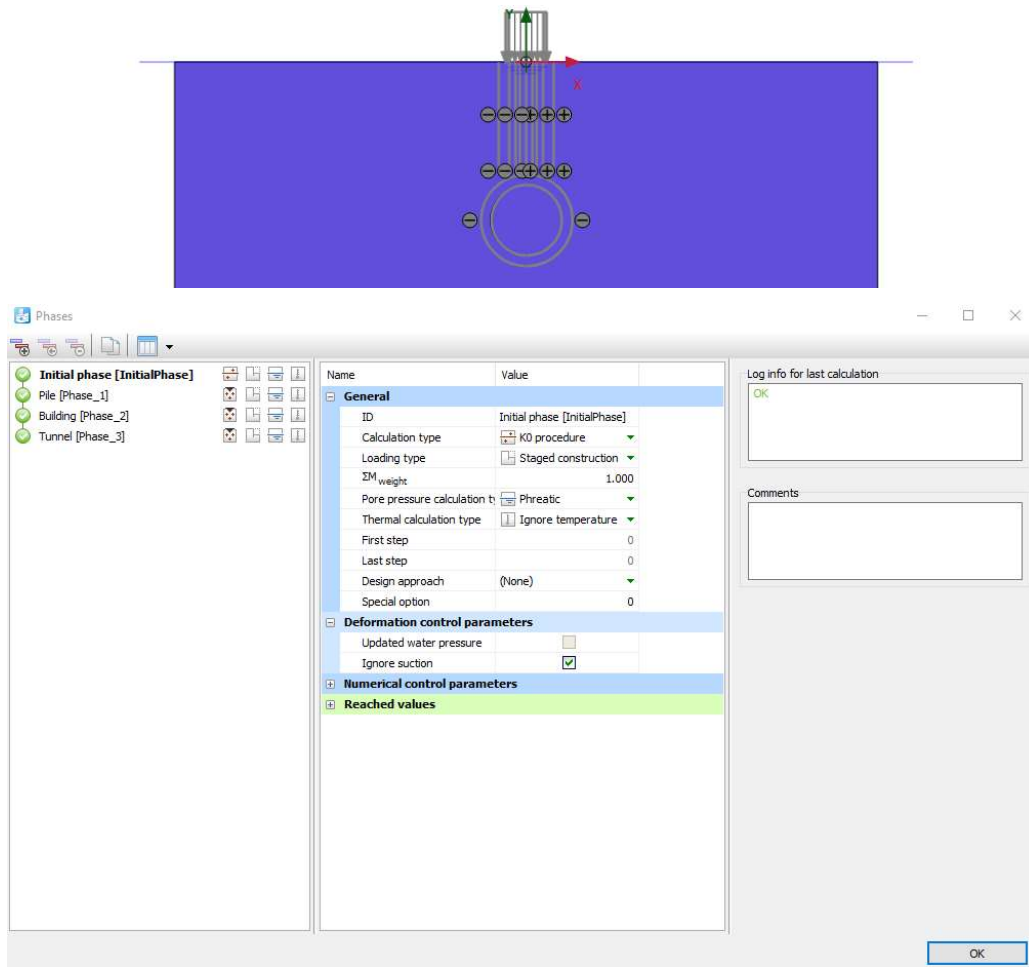 Y
X
Phases
Initial phase [InitialPhase]
Pile [Phase_1]
Building [Phase_2]
Tunnel [Phase_3]
Name Value
General
ID Initial phase [InitialPhase]
Calculation type K0 procedure
Loading type Staged construction
ΣM weight 1.000
Pore pressure calculation ty Phreatic
Thermal calculation type Ignore temperature
First step 0
Last step 0
Design approach (None)
Special option 0
Deformation control parameters
Updated water pressure
Ignore suction
Numerical control parameters
Reached values
Log info for last calculation
OK
Comments
OK